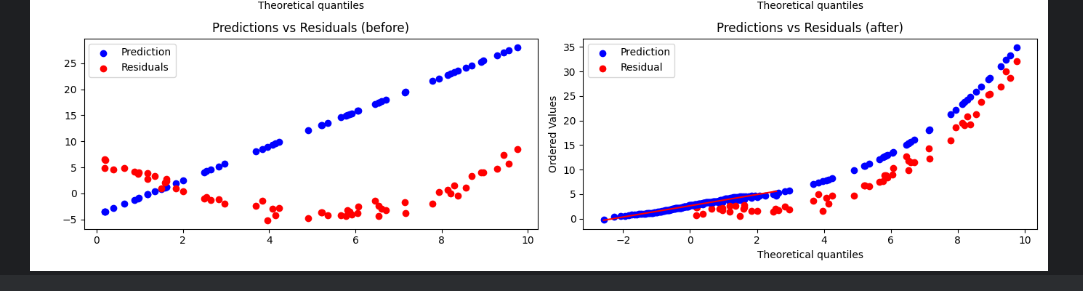 Theoretical quantiles
Theoretical quantiles
Predictions vs Residuals (before)
Prediction
Residuals
25
20
15
10
5
0
−5
0
2
4
6
8
10
Predictions vs Residuals (after)
Prediction
Residual
Ordered Values
35
30
25
20
15
10
5
0
−2
0
2
4
6
8
10
Theoretical quantiles